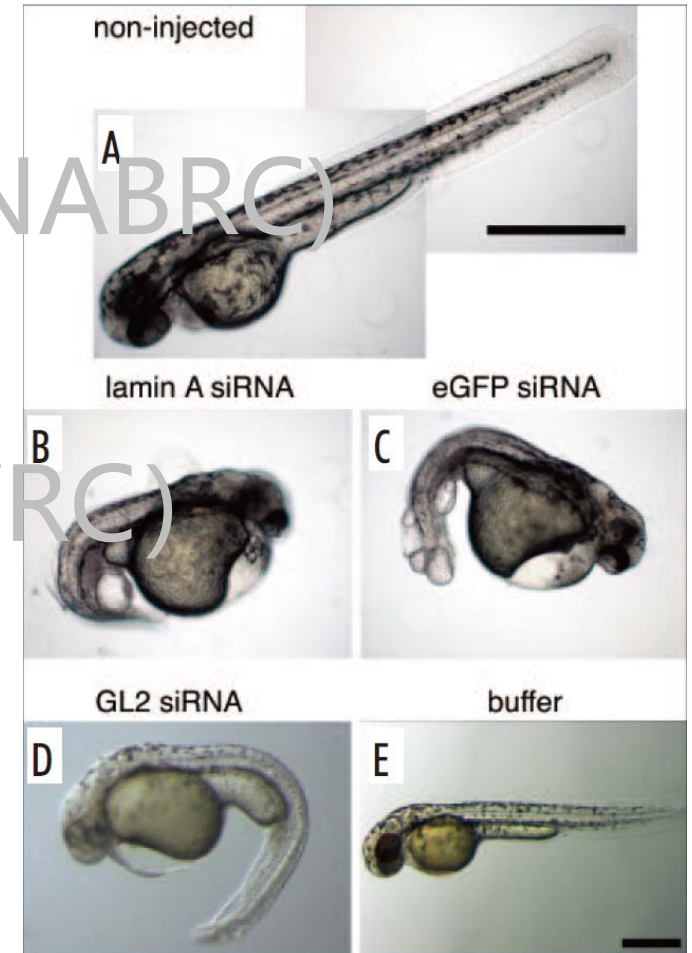 non-injected
A
NABRC)
lamin A siRNA
eGFP siRNA
B
C
RC)
GL2 siRNA
buffer
D
E